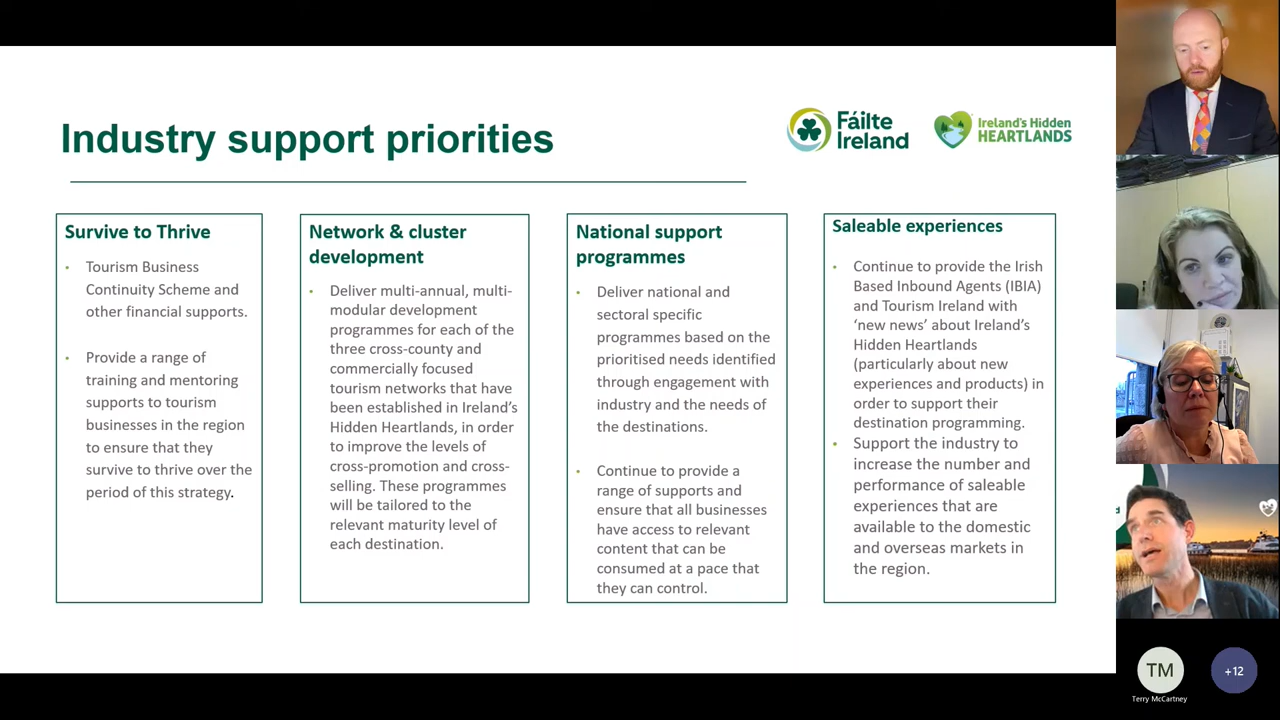 Industry support priorities
Fáilte
Ireland
Ireland's Hidden
HEARTLANDS
Survive to Thrive
• Tourism Business
Continuity Scheme and
other financial supports.
• Provide a range of
training and mentoring
supports to tourism
businesses in the region
to ensure that they
survive to thrive over the
period of this strategy.
Network & cluster
development
• Deliver multi-annual, multi-
modular development
programmes for each of the
three cross-county and
commercially focused
tourism networks that have
been established in Ireland's
Hidden Heartlands, in order
to improve the levels of
cross-promotion and cross-
selling. These programmes
will be tailored to the
relevant maturity level of
each destination.
National support
programmes
• Deliver national and
sectoral specific
programmes based on the
prioritised needs identified
through engagement with
industry and the needs of
the destinations.
• Continue to provide a
range of supports and
ensure that all businesses
have access to relevant
content that can be
consumed at a pace that
they can control.
Saleable experiences
• Continue to provide the Irish
Based Inbound Agents (IBIA)
and Tourism Ireland with
‘new news’ about Ireland’s
Hidden Heartlands
(particularly about new
experiences and products) in
order to support their
destination programming.
• Support the industry to
increase the number and
performance of saleable
experiences that are
available to the domestic
and overseas markets in
the region.
TM
Terry McCartney
+12